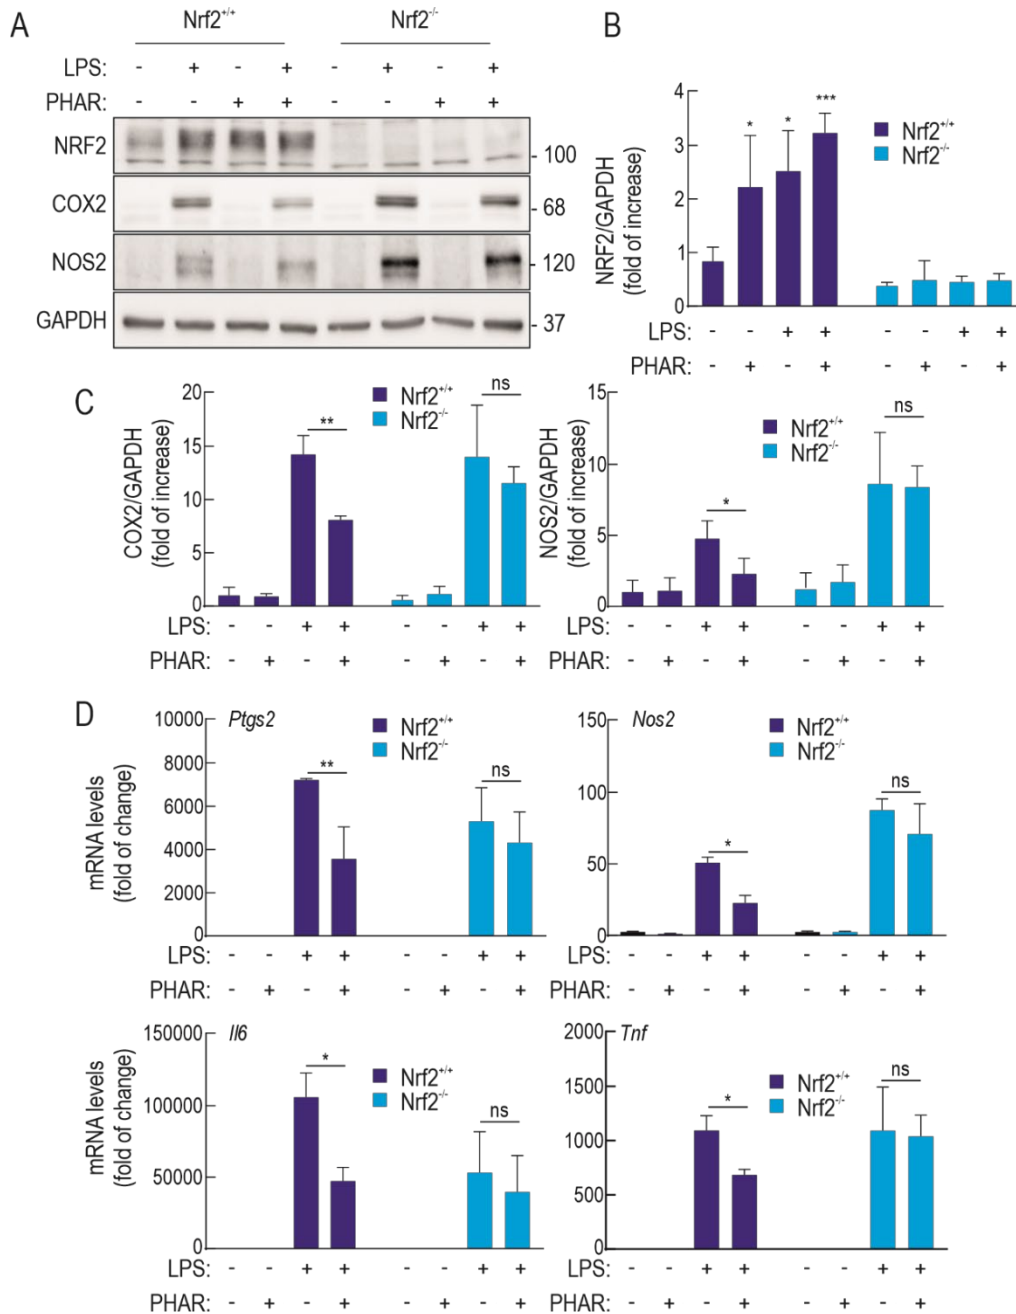 A
Nrf2+/+ Nrf2-/-
LPS: - + - + - + - +
PHAR: - - + + - - + +
NRF2 - 100
COX2 - 68
NOS2 - 120
GAPDH - 37
B
NRF2/GAPDH
(fold of increase)
4
3
2
1
0
* * ***
Nrf2+/+
Nrf2-/-
LPS: - - + + - - + +
PHAR: - + - + - + - +
C
COX2/GAPDH
(fold of increase)
20
15
10
5
0
** ns
Nrf2+/+
Nrf2-/-
LPS: - - + + - - + +
PHAR: - + - + - + - +
NOS2/GAPDH
(fold of increase)
15
10
5
0
* ns
Nrf2+/+
Nrf2-/-
LPS: - - + + - - + +
PHAR: - + - + - + - +
D
Ptgs2
mRNA levels
(fold of change)
10000
8000
6000
4000
2000
0
** ns
Nrf2+/+
Nrf2-/-
LPS: - - + + - - + +
PHAR: - + - + - + - +
Nos2
150
100
50
0
* ns
Nrf2+/+
Nrf2-/-
LPS: - - + + - - + +
PHAR: - + - + - + - +
Il6
mRNA levels
(fold of change)
150000
100000
50000
0
* ns
Nrf2+/+
Nrf2-/-
LPS: - - + + - - + +
PHAR: - + - + - + - +
Tnf
2000
1500
1000
500
0
* ns
Nrf2+/+
Nrf2-/-
LPS: - - + + - - + +
PHAR: - + - + - + - +